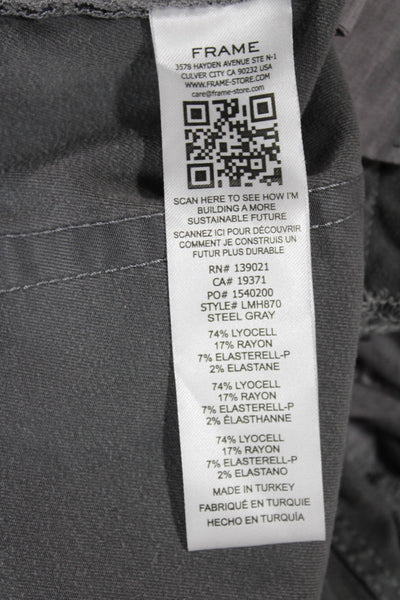 FRAME
3578 HAYDEN AVENUE STE N-1
CULVER CITY CA 90232 USA
WWW.FRAME-STORE.COM
care@frame-store.com
SCAN HERE TO SEE HOW I'M
BUILDING A MORE
SUSTAINABLE FUTURE
SCANNEZ ICI POUR DÉCOUVRIR
COMMENT JE CONSTRUIS UN
FUTUR PLUS DURABLE
RN# 139021
CA# 19371
PO# 1540200
STYLE# LMH870
STEEL GRAY
74% LYOCELL
17% RAYON
7% ELASTERELL-P
2% ELASTANE
74% LYOCELL
17% RAYON
7% ELASTERELL-P
2% ÉLASTHANNE
74% LYOCELL
17% RAYON
7% ELASTERELL-P
2% ELASTANO
MADE IN TURKEY
FABRIQUÉ EN TURQUIE
HECHO EN TURQUÍA